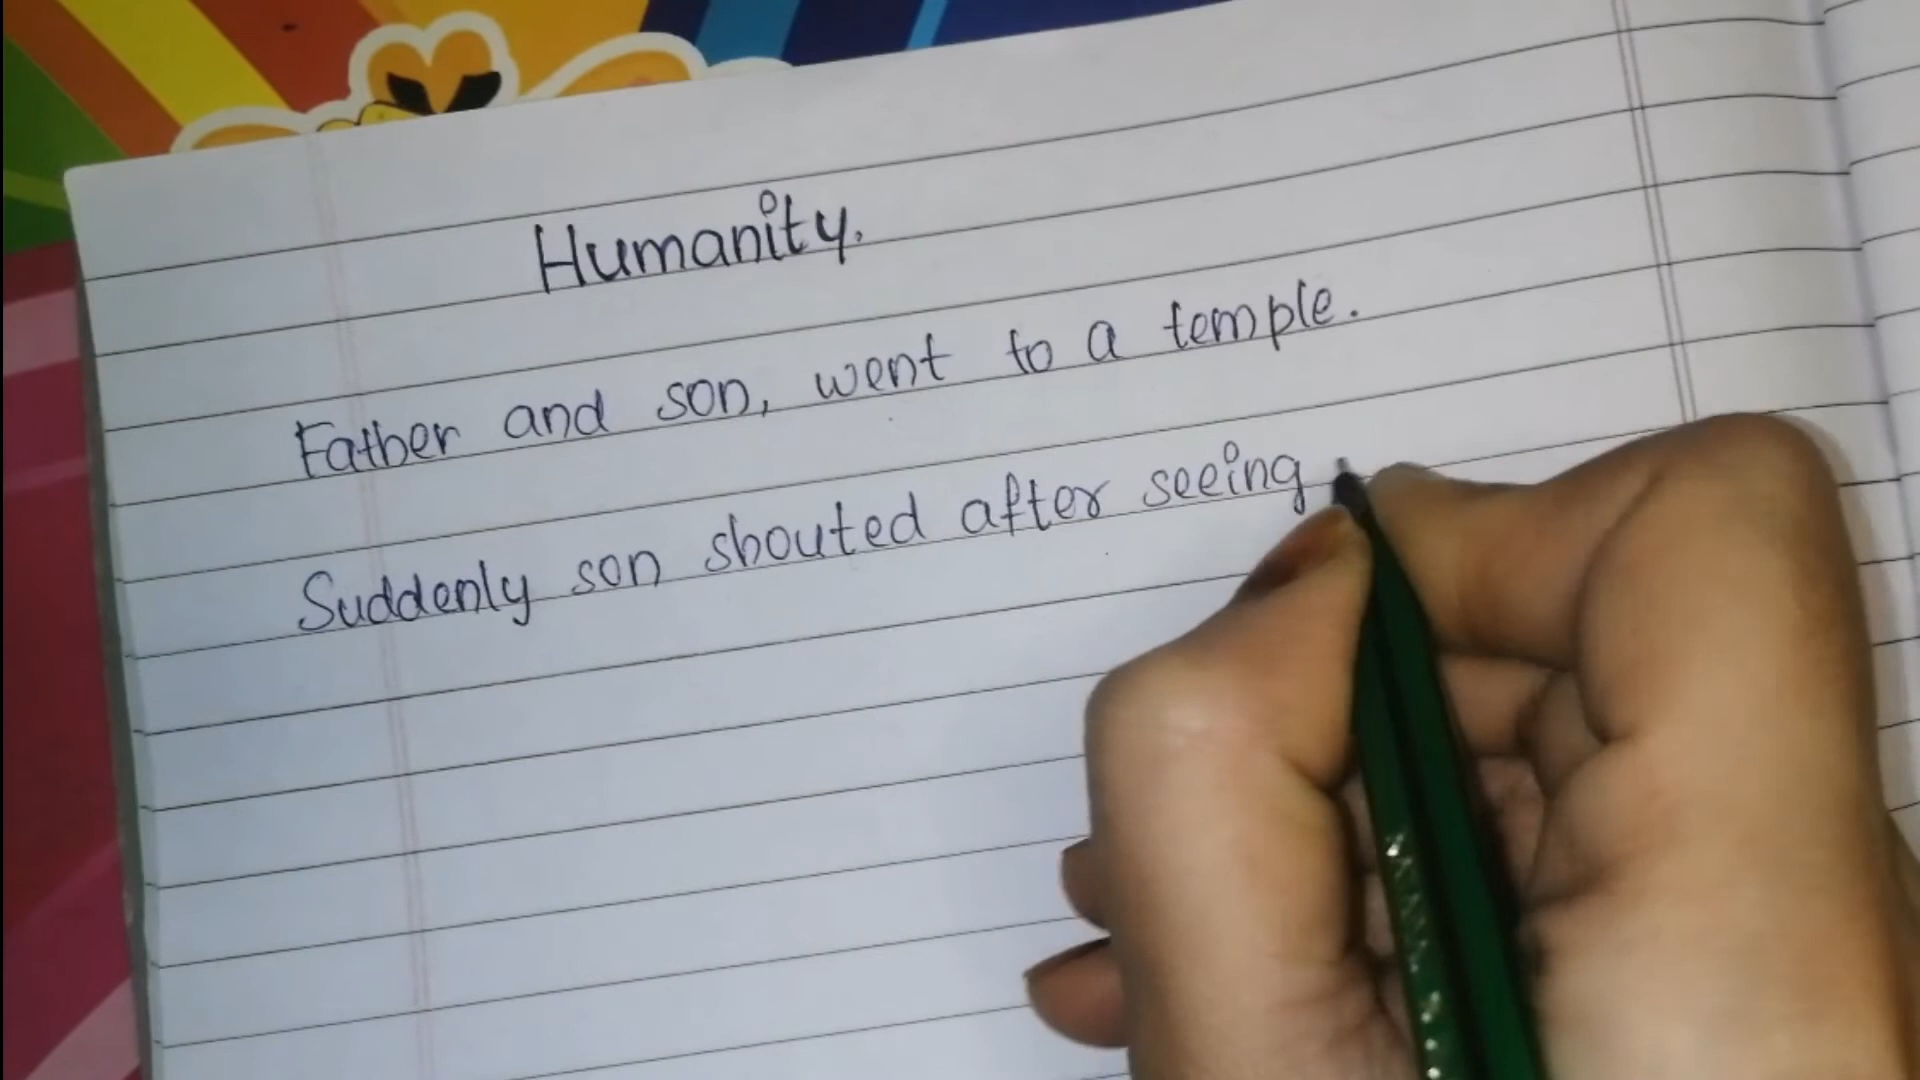 Humanity.
Father and son, went to a temple.
Suddenly son shouted after seeing